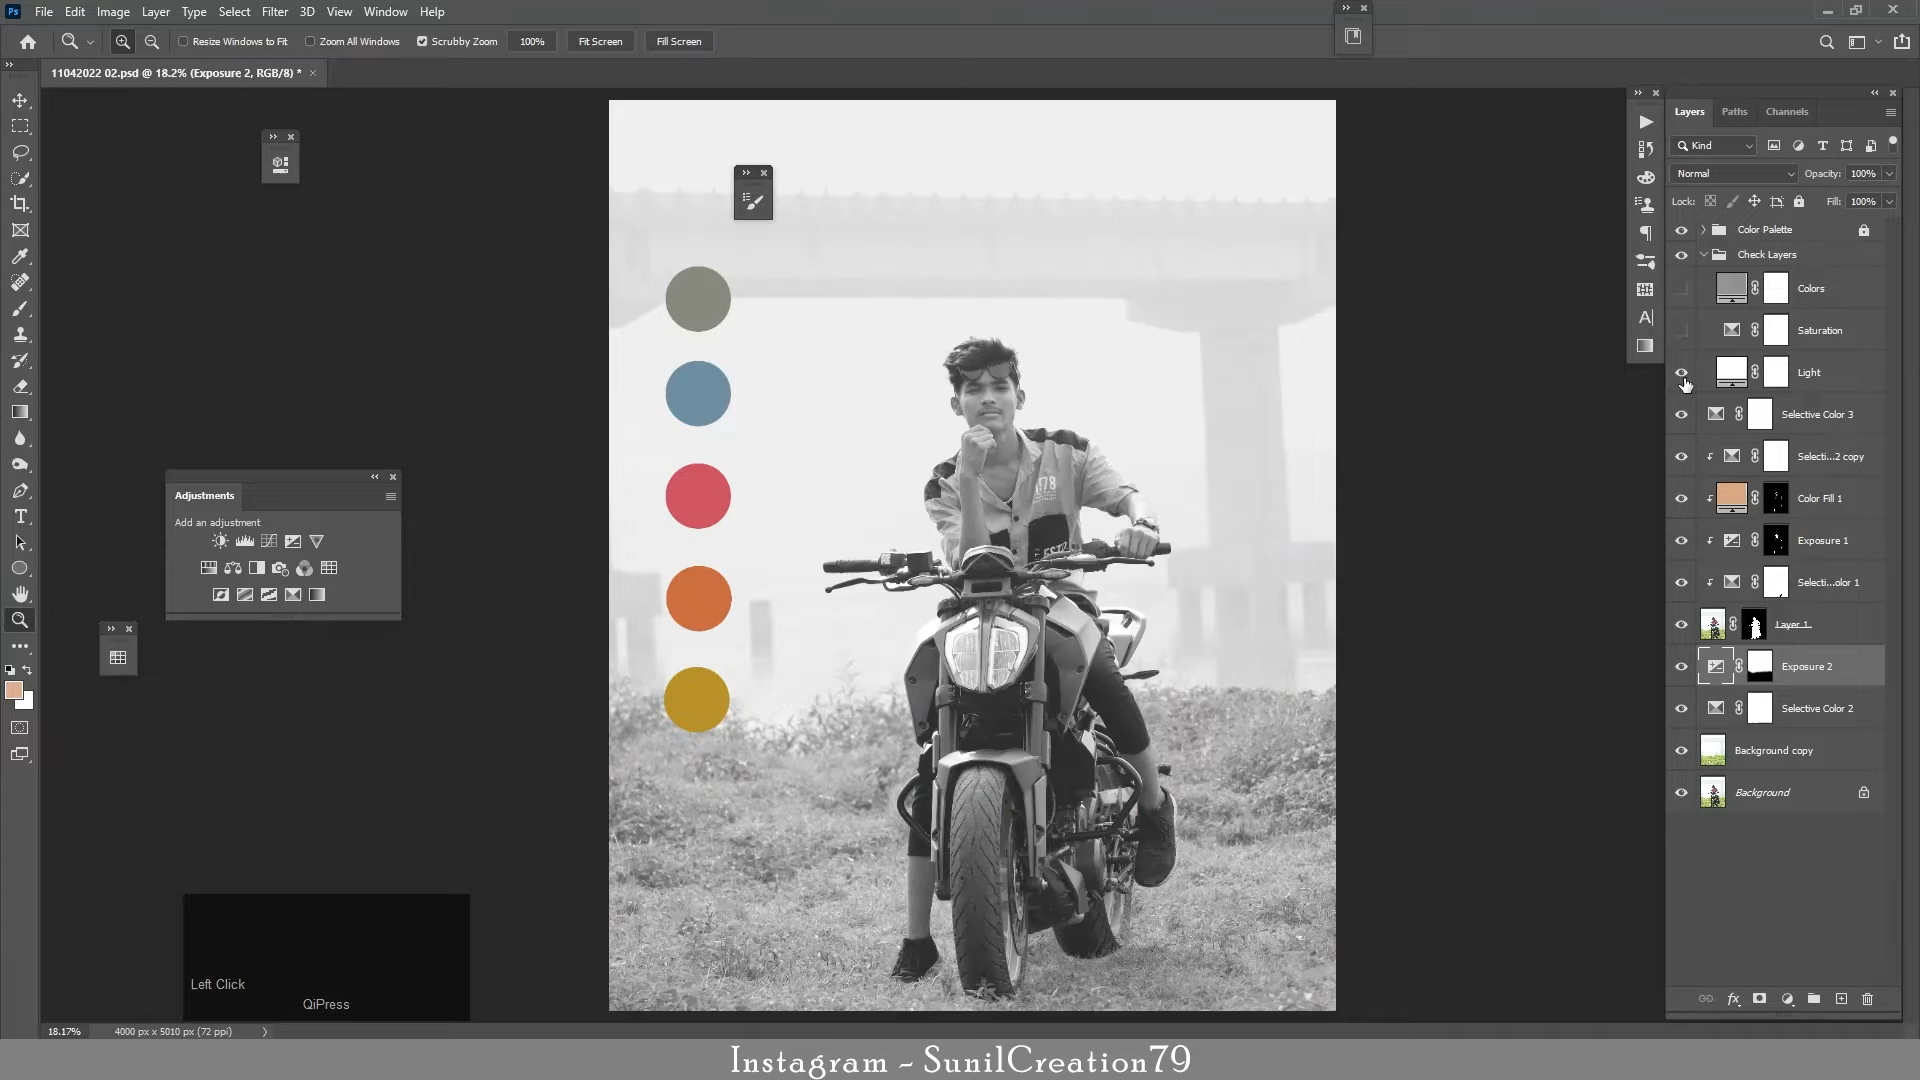 Ps File Edit Image Layer Type Select Filter 3D View Window Help
Resize Windows to Fit Zoom All Windows Scrubby Zoom 100% Fit Screen Fill Screen
11042022 02.psd @ 18.2% (Exposure 2, RGB/8) *
Layers Paths Channels
Kind
Normal Opacity: 100%
Lock: Fill: 100%
Color Palette
Check Layers
Colors
Saturation
Light
Selective Color 3
Selecti...2 copy
Color Fill 1
Exposure 1
Selecti...olor 1
Layer 1
Exposure 2
Selective Color 2
Background copy
Background
Adjustments
Add an adjustment
Left Click
QiPress
18.17% 4000 px x 5010 px (72 ppi)
Instagram - SunilCreation79